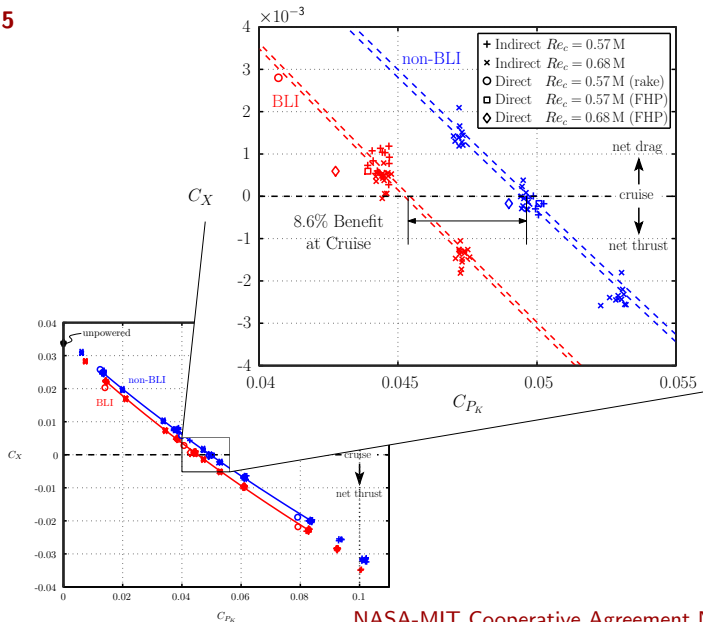 5
×10⁻³
4
3
2
1
0
-1
-2
-3
-4
0.04
0.045
0.05
0.055
C_X
C_{P_K}
non-BLI
BLI
Indirect Re_c = 0.57 M
Indirect Re_c = 0.68 M
Direct Re_c = 0.57 M (rake)
Direct Re_c = 0.57 M (FHP)
Direct Re_c = 0.68 M (FHP)
net drag
cruise
net thrust
8.6% Benefit
at Cruise
0.04
0.03
0.02
0.01
0
-0.01
-0.02
-0.03
-0.04
0
0.02
0.04
0.06
0.08
0.1
C_X
C_{P_K}
unpowered
non-BLI
BLI
cruise
net thrust
NASA-MIT Cooperative Agreement